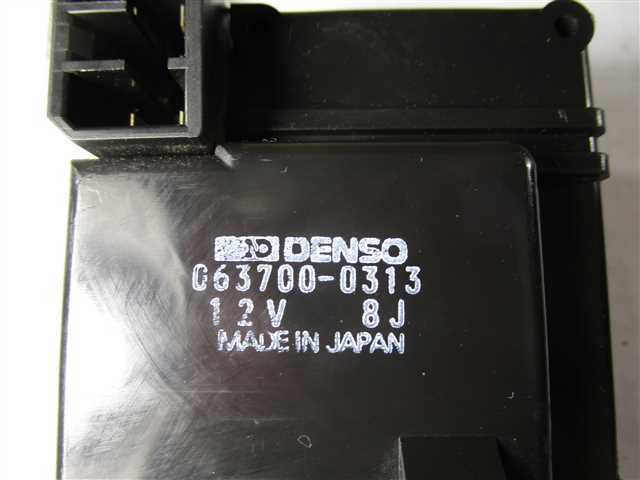 DENSO
063700-0313
12V 8J
MADE IN JAPAN